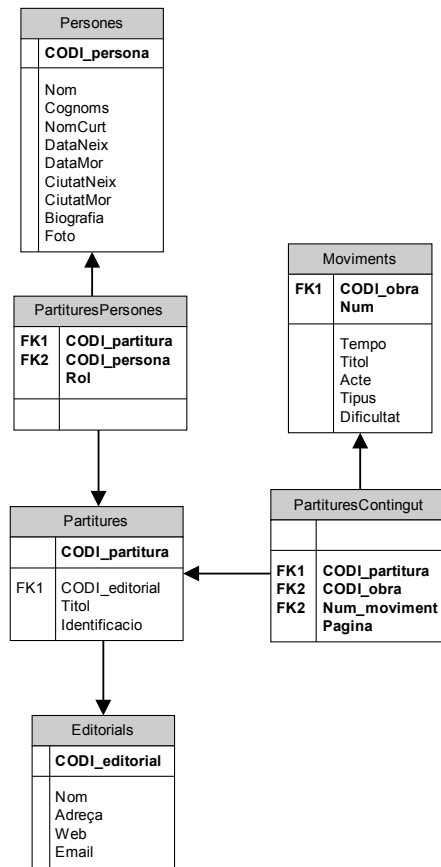 Persones
CODI_persona
Nom
Cognoms
NomCurt
DataNeix
DataMor
CiutatNeix
CiutatMor
Biografia
Foto
Moviments
FK1 CODI_obra
Num
Tempo
Titol
Acte
Tipus
Dificultat
PartituresPersones
FK1 CODI_partitura
FK2 CODI_persona
Rol
Partitures
CODI_partitura
FK1 CODI_editorial
Titol
Identificacio
PartituresContingut
FK1 CODI_partitura
FK2 CODI_obra
FK2 Num_moviment
Pagina
Editorials
CODI_editorial
Nom
Adreça
Web
Email